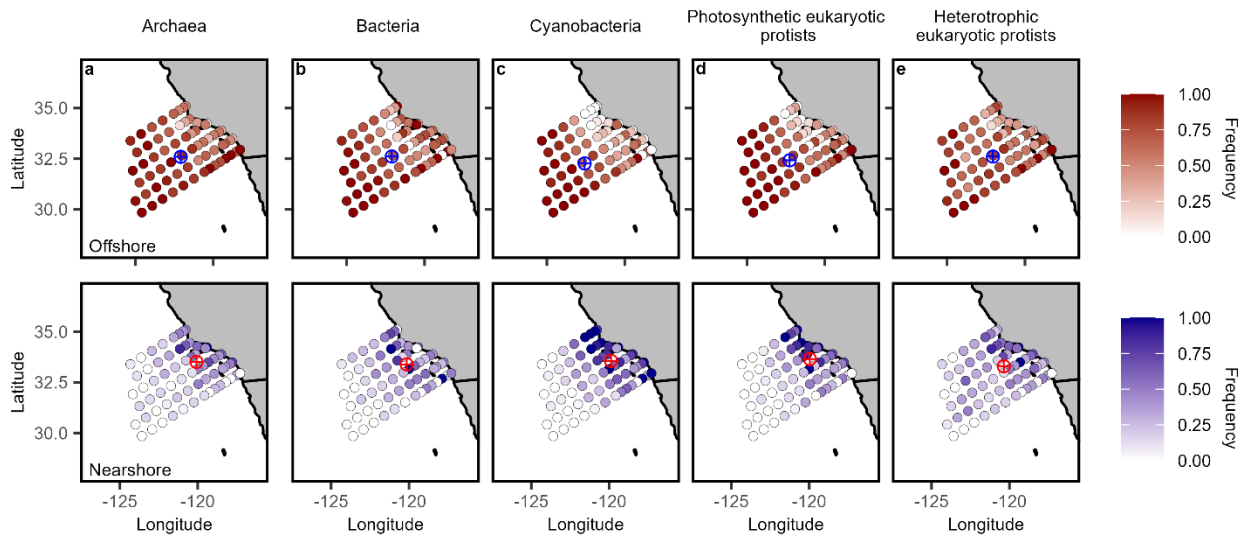 Archaea
Bacteria
Cyanobacteria
Photosynthetic eukaryotic
protists
Heterotrophic
eukaryotic protists
a
b
c
d
e
35.0
32.5
30.0
Latitude
Offshore
1.00
0.75
0.50
0.25
0.00
Frequency
35.0
32.5
30.0
Latitude
Nearshore
1.00
0.75
0.50
0.25
0.00
Frequency
-125
-120
-125
-120
-125
-120
-125
-120
-125
-120
Longitude
Longitude
Longitude
Longitude
Longitude